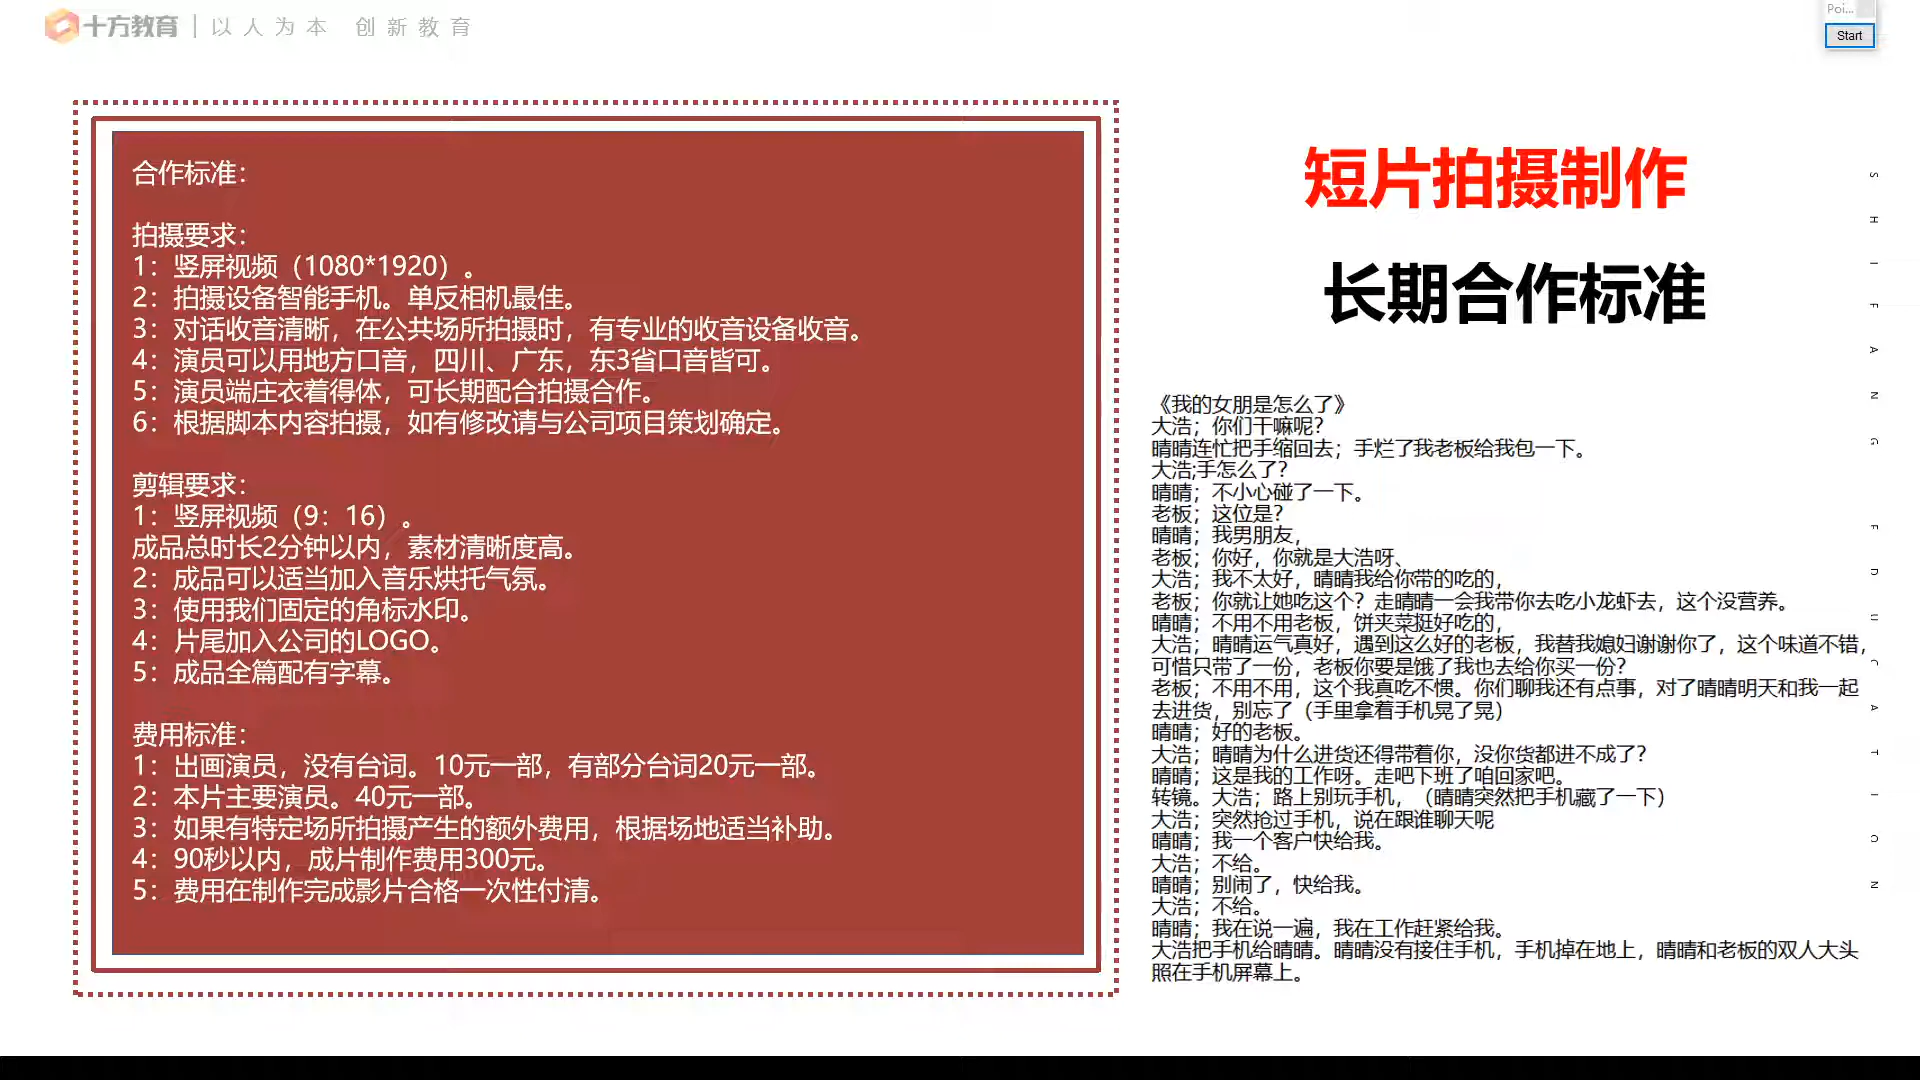 十方教育 | 以人为本 创新教育
Poi...
Start
合作标准：
拍摄要求：
1：竖屏视频（1080*1920）。
2：拍摄设备智能手机。单反相机最佳。
3：对话收音清晰，在公共场所拍摄时，有专业的收音设备收音。
4：演员可以用地方口音，四川、广东，东3省口音皆可。
5：演员端庄衣着得体，可长期配合拍摄合作。
6：根据脚本内容拍摄，如有修改请与公司项目策划确定。
剪辑要求：
1：竖屏视频（9：16）。
成品总时长2分钟以内，素材清晰度高。
2：成品可以适当加入音乐烘托气氛。
3：使用我们固定的角标水印。
4：片尾加入公司的LOGO。
5：成品全篇配有字幕。
费用标准：
1：出画演员，没有台词。10元一部，有部分台词20元一部。
2：本片主要演员。40元一部。
3：如果有特定场所拍摄产生的额外费用，根据场地适当补助。
4：90秒以内，成片制作费用300元。
5：费用在制作完成影片合格一次性付清。
短片拍摄制作
长期合作标准
《我的女朋是怎么了》
大浩；你们干嘛呢？
晴晴连忙把手缩回去；手烂了我老板给我包一下。
大浩;手怎么了？
晴晴；不小心碰了一下。
老板；这位是？
晴晴；我男朋友，
老板；你好，你就是大浩呀、
大浩；我不太好，晴晴我给你带的吃的，
老板；你就让她吃这个？走晴晴一会我带你去吃小龙虾去，这个没营养。
晴晴；不用不用老板，饼夹菜挺好吃的，
大浩；晴晴运气真好，遇到这么好的老板，我替我媳妇谢谢你了，这个味道不错，
可惜只带了一份，老板你要是饿了我也去给你买一份？
老板；不用不用，这个我真吃不惯。你们聊我还有点事，对了晴晴明天和我一起
去进货，别忘了（手里拿着手机晃了晃）
晴晴；好的老板。
大浩；晴晴为什么进货还得带着你，没你货都进不成了？
晴晴；这是我的工作呀。走吧下班了咱回家吧。
转镜。大浩；路上别玩手机，（晴晴突然把手机藏了一下）
大浩；突然抢过手机，说在跟谁聊天呢
晴晴；我一个客户快给我。
大浩；不给。
晴晴；别闹了，快给我。
大浩；不给。
晴晴；我在说一遍，我在工作赶紧给我。
大浩把手机给晴晴。晴晴没有接住手机，手机掉在地上，晴晴和老板的双人大头
照在手机屏幕上。
SHIFANG EDUCATION